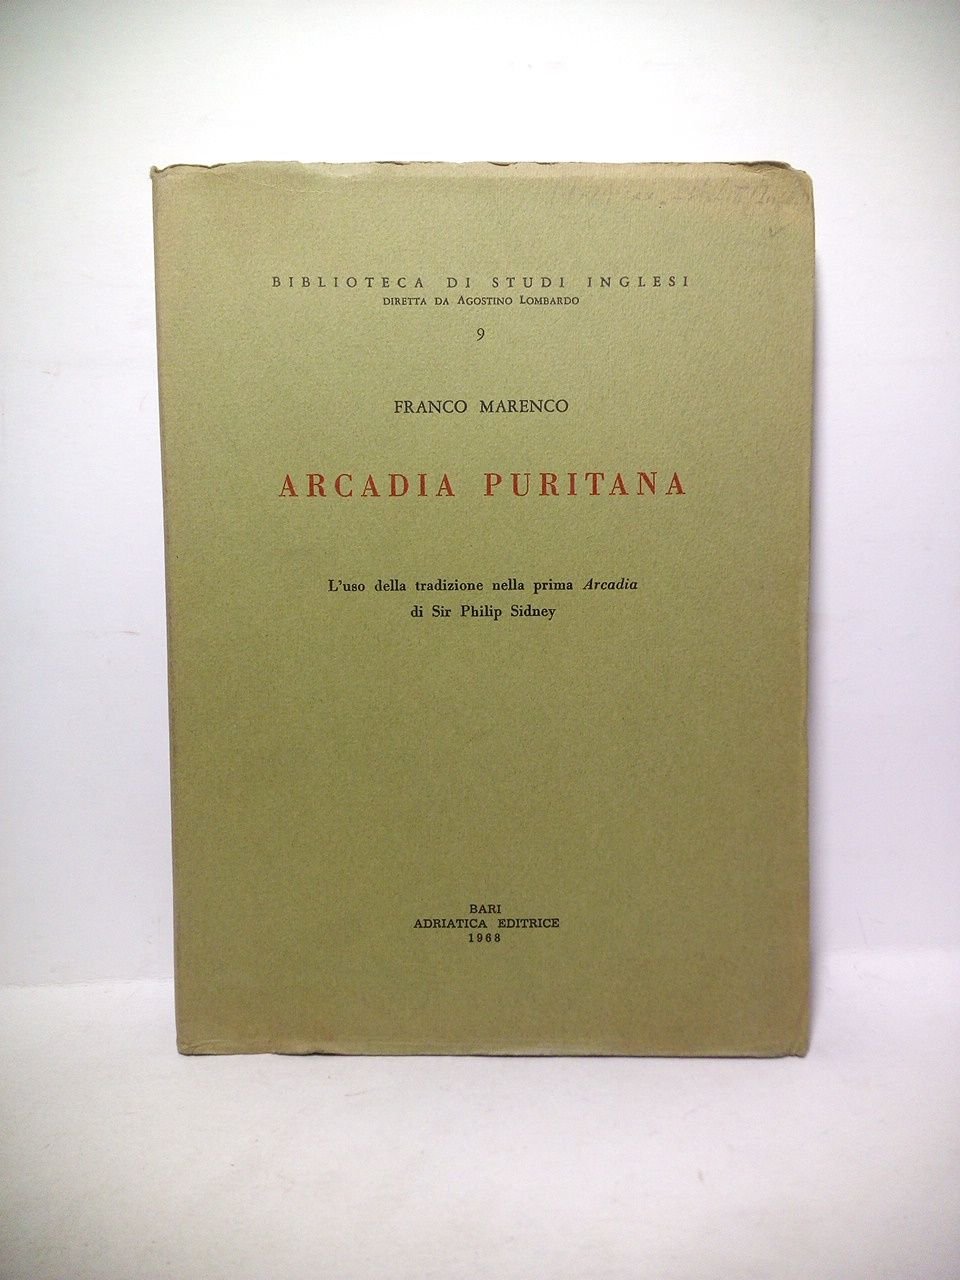 BIBLIOTECA DI STUDI INGLESI
DIRETTA DA AGOSTINO LOMBARDO
9
FRANCO MARENCO
ARCADIA PURITANA
L'uso della tradizione nella prima Arcadia
di Sir Philip Sidney
BARI
ADRIATICA EDITRICE
1968